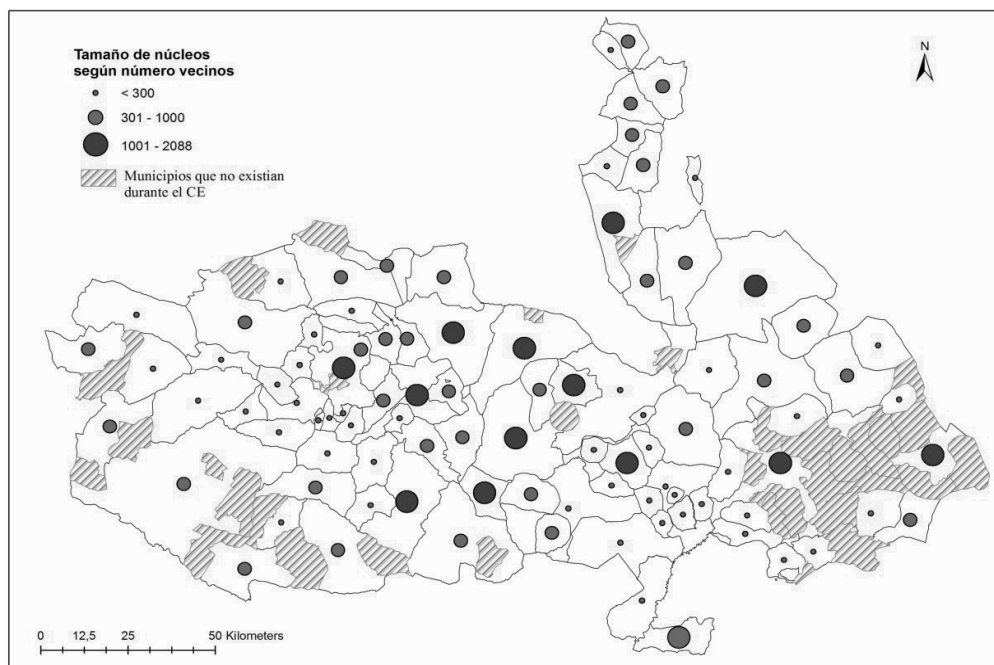 Tamaño de núcleos
según número vecinos
< 300
301 - 1000
1001 - 2088
Municipios que no existian
durante el CE
N
0 12,5 25 50 Kilometers